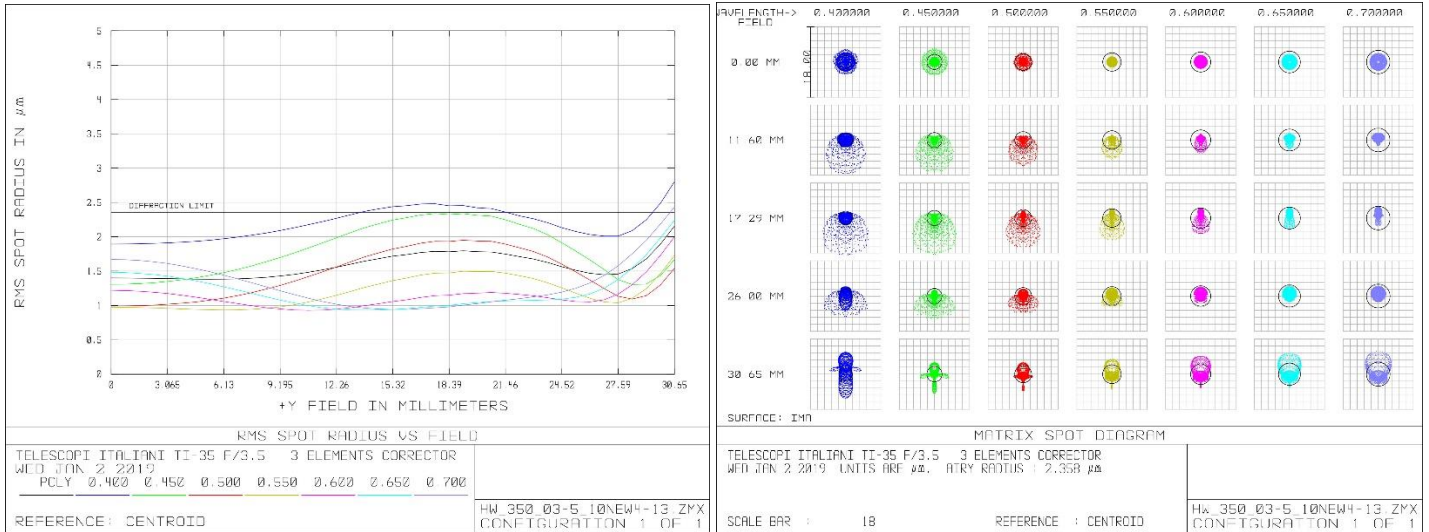 5
4.5
4
3.5
3
2.5
2
1.5
1
0.5
0
RMS SPOT RADIUS IN µm
DIFFRACTION LIMIT
0 3.065 6.13 9.195 12.26 15.32 18.39 21.46 24.52 27.59 30.65
+Y FIELD IN MILLIMETERS
RMS SPOT RADIUS VS FIELD
TELESCOPI ITALIANI TI-35 F/3.5 3 ELEMENTS CORRECTOR
WED JAN 2 2019
POLY 0.400 0.450 0.500 0.550 0.600 0.650 0.700
REFERENCE: CENTROID
HW_350_03-5_10NEW4-13.ZMX
CONFIGURATION 1 OF 1
WAVELENGTH-> 0.400000 0.450000 0.500000 0.550000 0.600000 0.650000 0.700000
FIELD
0.00 MM
18.00
11.60 MM
17.29 MM
26.00 MM
30.65 MM
SURFACE: IMA
MATRIX SPOT DIAGRAM
TELESCOPI ITALIANI TI-35 F/3.5 3 ELEMENTS CORRECTOR
WED JAN 2 2019 UNITS ARE µm. AIRY RADIUS : 2.358 µm
SCALE BAR : 18 REFERENCE : CENTROID
HW_350_03-5_10NEW4-13.ZMX
CONFIGURATION 1 OF 1